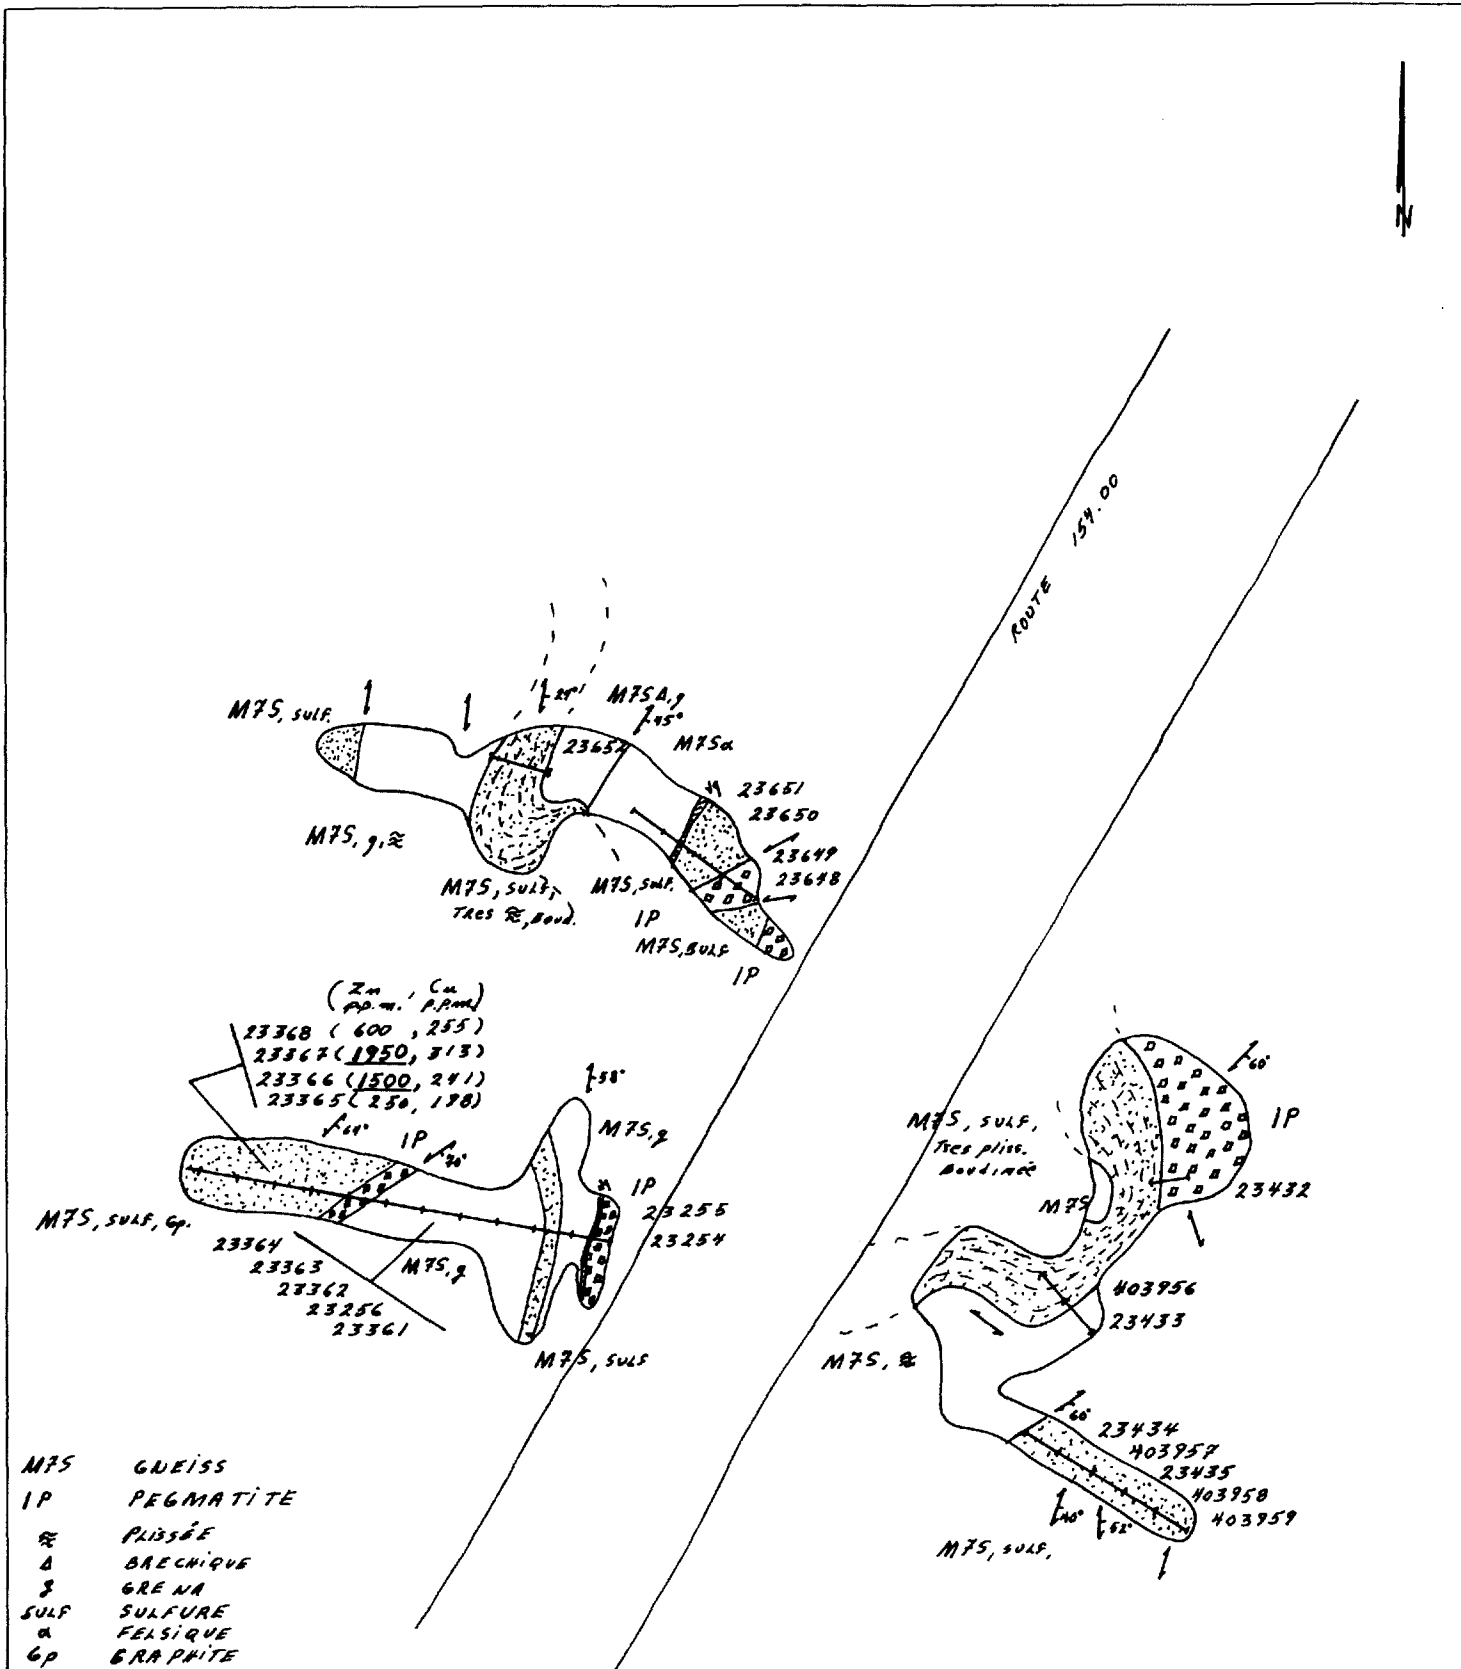 N
ROUTE 154.00
M7S, SULF.
M7SΔ, g
45°
M7Sα
23652
23651
23650
23649
23648
M7S, g, ≈
M7S, SULF,
TRES ≈, BOUD.
M7S, SULF.
IP
M7S, SULF
IP
(Zn , Cu)
p.p.m. p.p.m.
23368 ( 600 , 255)
23367 (1950, 313)
23366 (1500, 241)
23365 ( 250, 198)
IP
70°
58°
M7S, g
IP
23255
23254
M7S, SULF, Gp.
23364
23363
23362
23256
23361
M7S, g
M7S, SULF
60°
IP
M7S, SULF,
Tres pliss.
Boudinée
M7S
23432
403956
23433
M7S, ≈
60°
23434
403957
23435
403958
403959
40°
52°
M7S, SULF,
M7S GNEISS
IP PEGMATITE
≈ PLISSÉE
Δ BRECHIQUE
g GRENA
SULF SULFURE
α FELSIQUE
Gp GRAPHITE